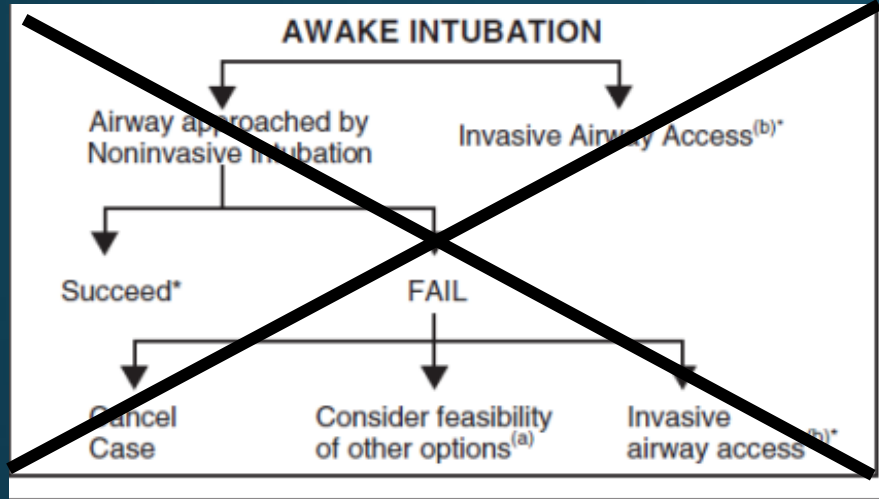 AWAKE INTUBATION
Airway approached by
Noninvasive Intubation
Invasive Airway Access(b)*
Succeed*
FAIL
Cancel
Case
Consider feasibility
of other options(a)
Invasive
airway access(b)*